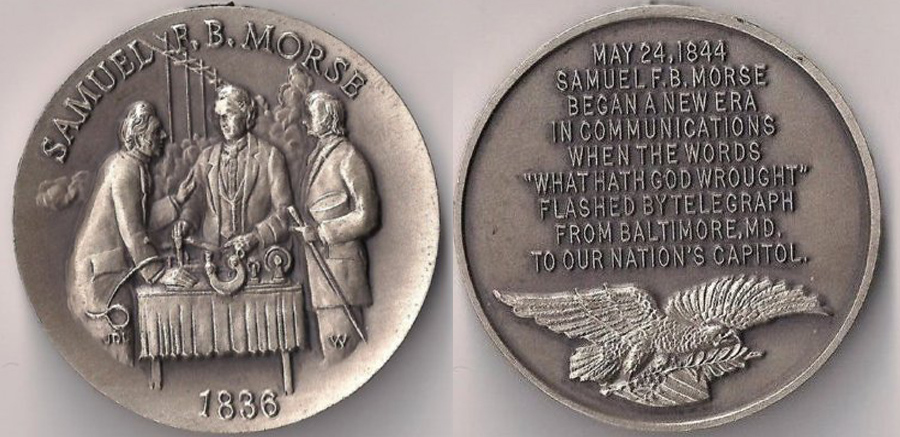 SAMUEL F. B. MORSE
W
1836
MAY 24, 1844
SAMUEL F. B. MORSE
BEGAN A NEW ERA
IN COMMUNICATIONS
WHEN THE WORDS
"WHAT HATH GOD WROUGHT"
FLASHED BY TELEGRAPH
FROM BALTIMORE, MD.
TO OUR NATION'S CAPITOL.